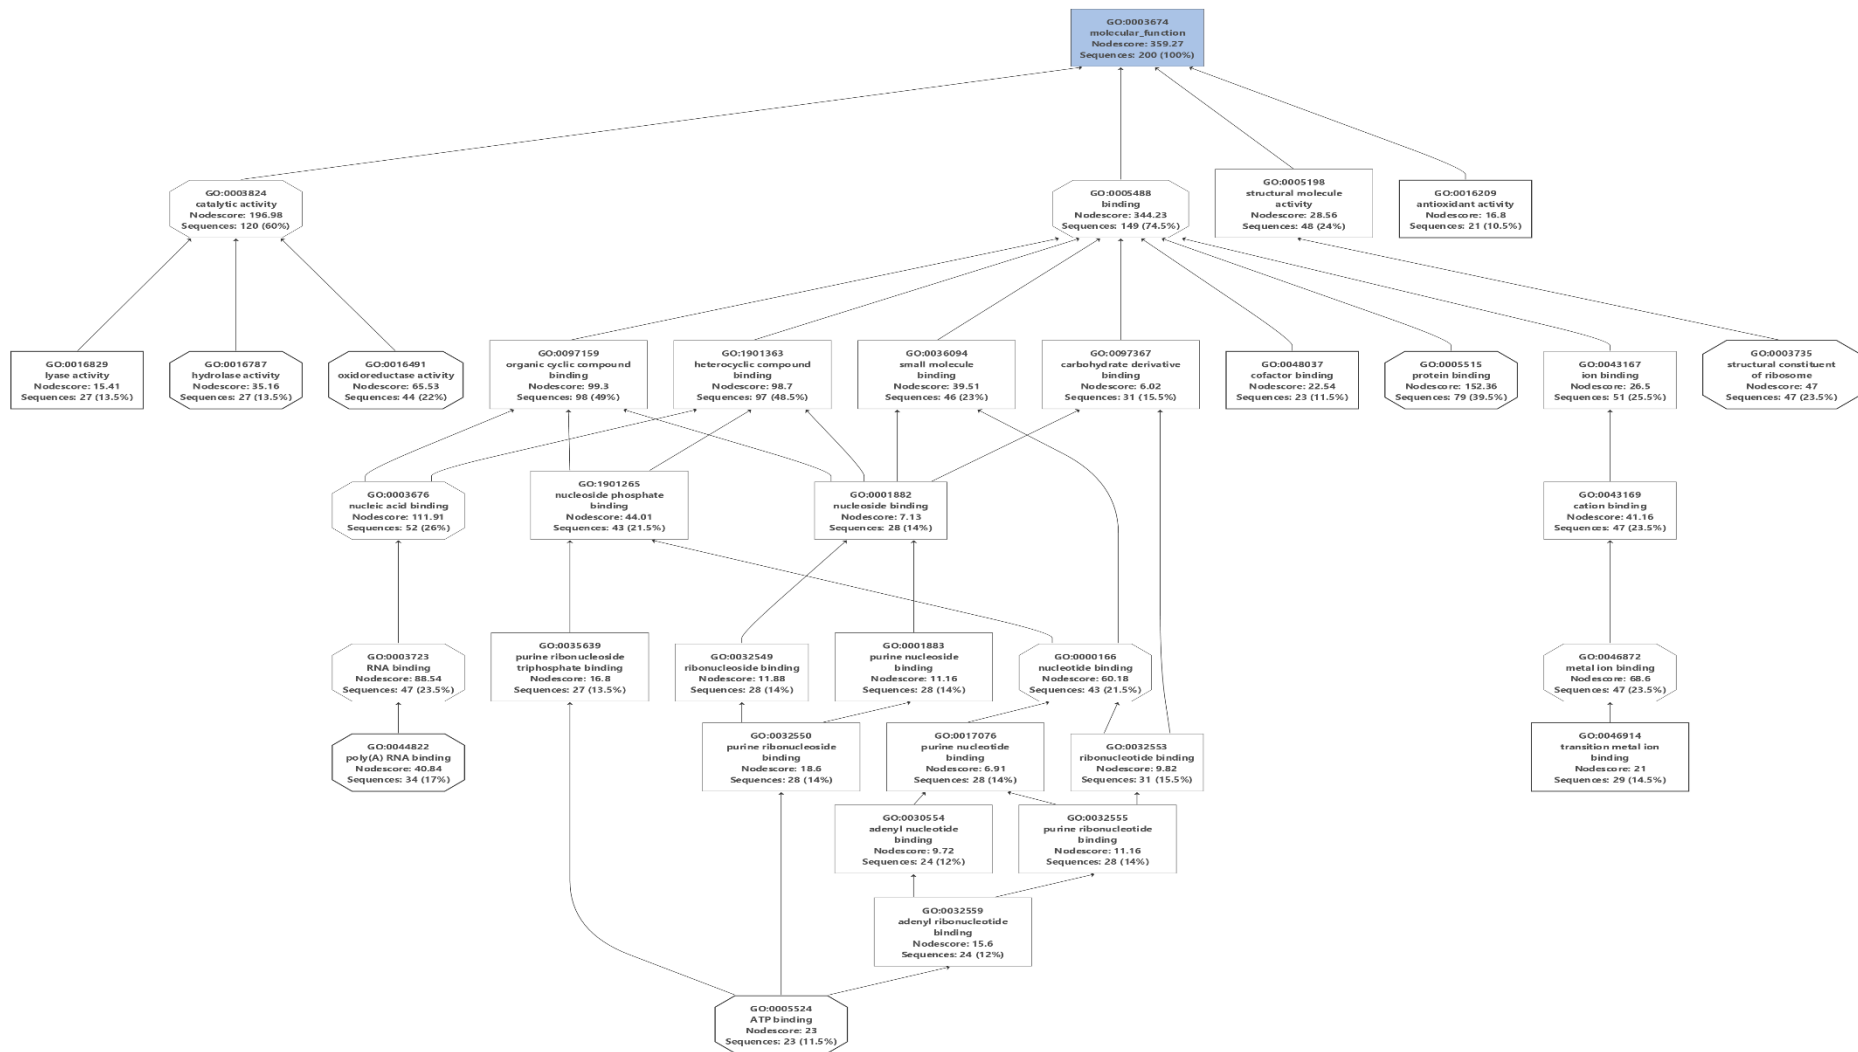 GO:0003674
molecular_function
Nodescore: 359.27
Sequences: 200 (100%)
GO:0003824
catalytic activity
Nodescore: 196.98
Sequences: 120 (60%)
GO:0005488
binding
Nodescore: 344.23
Sequences: 149 (74.5%)
GO:0005198
structural molecule
activity
Nodescore: 28.56
Sequences: 48 (24%)
GO:0016209
antioxidant activity
Nodescore: 16.8
Sequences: 21 (10.5%)
GO:0016829
lyase activity
Nodescore: 15.41
Sequences: 27 (13.5%)
GO:0016787
hydrolase activity
Nodescore: 35.16
Sequences: 27 (13.5%)
GO:0016491
oxidoreductase activity
Nodescore: 65.53
Sequences: 44 (22%)
GO:0097159
organic cyclic compound
binding
Nodescore: 99.3
Sequences: 98 (49%)
GO:1901363
heterocyclic compound
binding
Nodescore: 98.7
Sequences: 97 (48.5%)
GO:0036094
small molecule
binding
Nodescore: 39.51
Sequences: 46 (23%)
GO:0097367
carbohydrate derivative
binding
Nodescore: 6.02
Sequences: 31 (15.5%)
GO:0048037
cofactor binding
Nodescore: 22.54
Sequences: 23 (11.5%)
GO:0005515
protein binding
Nodescore: 152.36
Sequences: 79 (39.5%)
GO:0043167
ion binding
Nodescore: 26.5
Sequences: 51 (25.5%)
GO:0003735
structural constituent
of ribosome
Nodescore: 47
Sequences: 47 (23.5%)
GO:0003676
nucleic acid binding
Nodescore: 111.91
Sequences: 52 (26%)
GO:1901265
nucleoside phosphate
binding
Nodescore: 44.01
Sequences: 43 (21.5%)
GO:0001882
nucleoside binding
Nodescore: 7.13
Sequences: 28 (14%)
GO:0043169
cation binding
Nodescore: 41.16
Sequences: 47 (23.5%)
GO:0003723
RNA binding
Nodescore: 88.54
Sequences: 47 (23.5%)
GO:0035639
purine ribonucleoside
triphosphate binding
Nodescore: 16.8
Sequences: 27 (13.5%)
GO:0032549
ribonucleoside binding
Nodescore: 11.88
Sequences: 28 (14%)
GO:0001883
purine nucleoside
binding
Nodescore: 11.16
Sequences: 28 (14%)
GO:0000166
nucleotide binding
Nodescore: 60.18
Sequences: 43 (21.5%)
GO:0046872
metal ion binding
Nodescore: 68.6
Sequences: 47 (23.5%)
GO:0044822
poly(A) RNA binding
Nodescore: 40.84
Sequences: 34 (17%)
GO:0032550
purine ribonucleoside
binding
Nodescore: 18.6
Sequences: 28 (14%)
GO:0017076
purine nucleotide
binding
Nodescore: 6.91
Sequences: 28 (14%)
GO:0032553
ribonucleotide binding
Nodescore: 9.82
Sequences: 31 (15.5%)
GO:0046914
transition metal ion
binding
Nodescore: 21
Sequences: 29 (14.5%)
GO:0030554
adenyl nucleotide
binding
Nodescore: 9.72
Sequences: 24 (12%)
GO:0032555
purine ribonucleotide
binding
Nodescore: 11.16
Sequences: 28 (14%)
GO:0032559
adenyl ribonucleotide
binding
Nodescore: 15.6
Sequences: 24 (12%)
GO:0005524
ATP binding
Nodescore: 23
Sequences: 23 (11.5%)